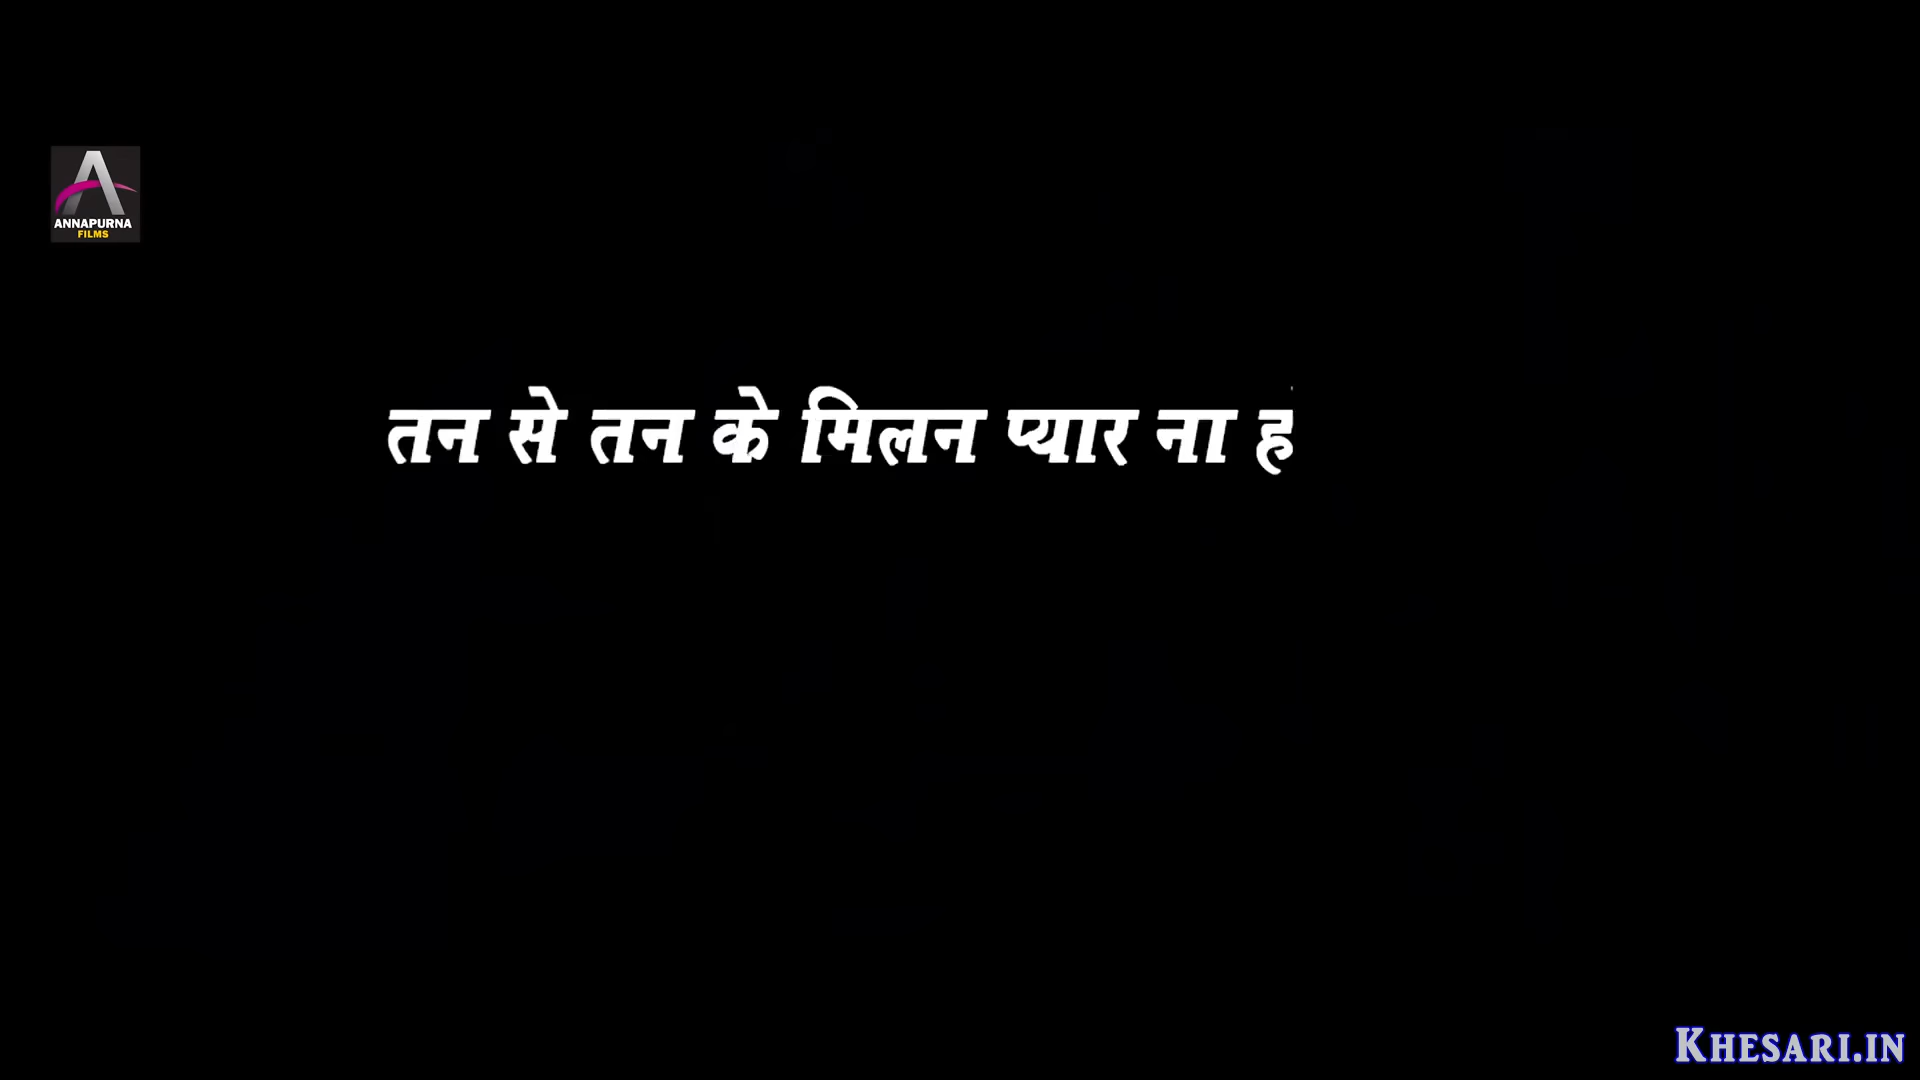 ANNAPURNA
FILMS
तन से तन के मिलन प्यार ना ह
KHESARI.IN